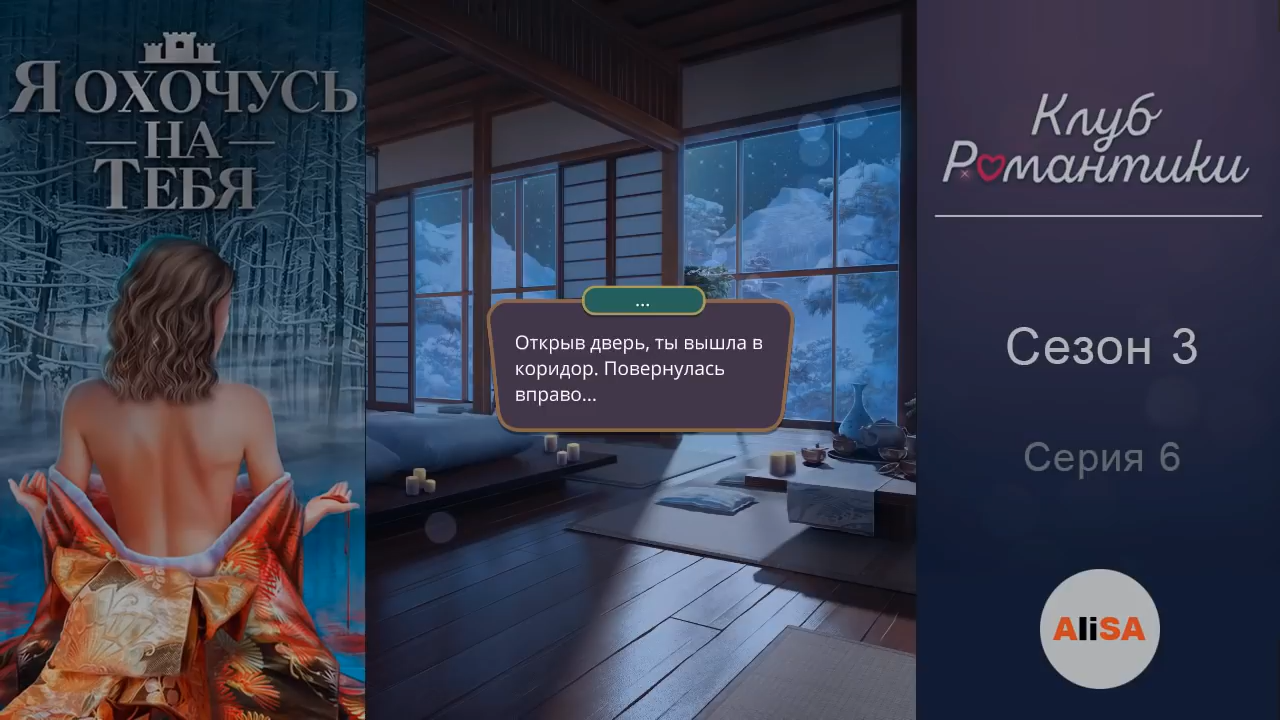 Я ОХОЧУСЬ
НА
ТЕБЯ
...
Открыв дверь, ты вышла в
коридор. Повернулась
вправо...
Клуб
Романтики
Сезон 3
Серия 6
AliSA